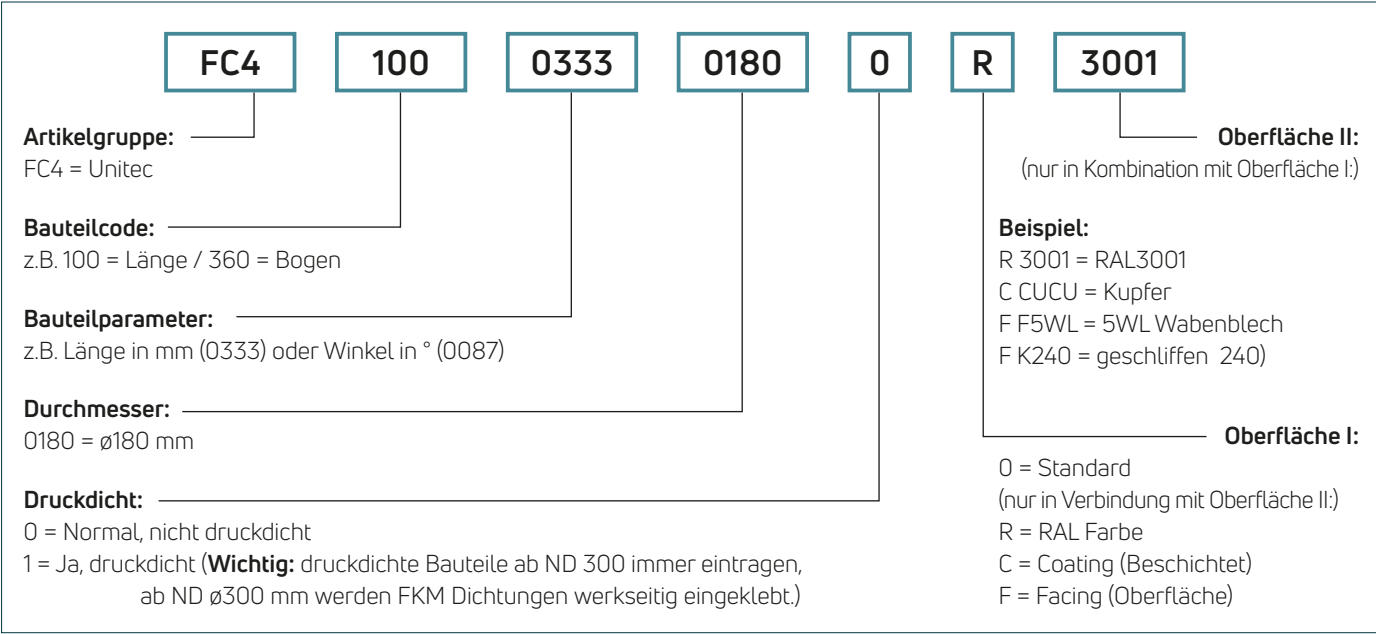 FC4 100 0333 0180 0 R 3001
Artikelgruppe:
FC4 = Unitec
Bauteilcode:
z.B. 100 = Länge / 360 = Bogen
Bauteilparameter:
z.B. Länge in mm (0333) oder Winkel in ° (0087)
Durchmesser:
0180 = ø180 mm
Druckdicht:
0 = Normal, nicht druckdicht
1 = Ja, druckdicht (Wichtig: druckdichte Bauteile ab ND 300 immer eintragen,
ab ND ø300 mm werden FKM Dichtungen werkseitig eingeklebt.)
Oberfläche II:
(nur in Kombination mit Oberfläche I:)
Beispiel:
R 3001 = RAL3001
C CUCU = Kupfer
F F5WL = 5WL Wabenblech
F K240 = geschliffen 240)
Oberfläche I:
0 = Standard
(nur in Verbindung mit Oberfläche II:)
R = RAL Farbe
C = Coating (Beschichtet)
F = Facing (Oberfläche)